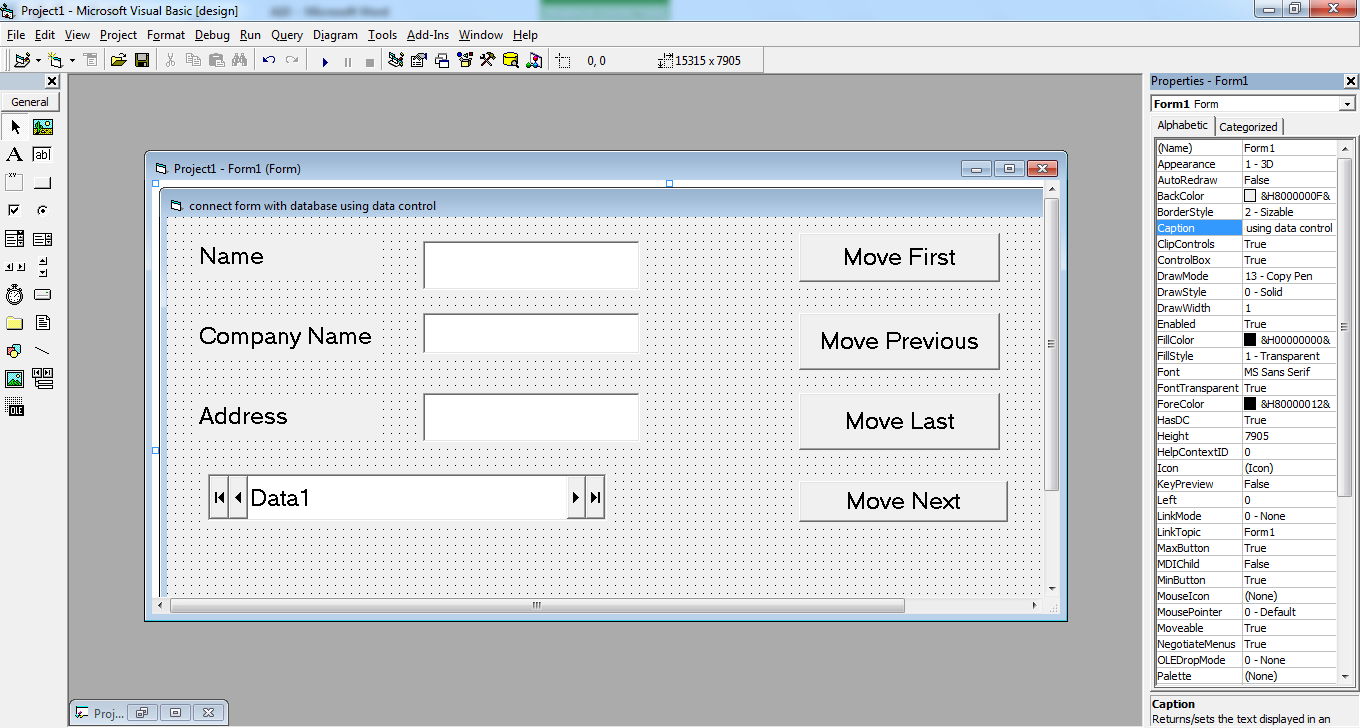 Project1 - Microsoft Visual Basic [design]
File Edit View Project Format Debug Run Query Diagram Tools Add-Ins Window Help
0, 0 15315 x 7905
General
A ab|
xy
OLE
Project1 - Form1 (Form)
connect form with database using data control
Name
Move First
Company Name
Move Previous
Address
Move Last
Data1
Move Next
Proj...
Properties - Form1
Form1 Form
Alphabetic Categorized
(Name) Form1
Appearance 1 - 3D
AutoRedraw False
BackColor &H8000000F&
BorderStyle 2 - Sizable
Caption using data control
ClipControls True
ControlBox True
DrawMode 13 - Copy Pen
DrawStyle 0 - Solid
DrawWidth 1
Enabled True
FillColor &H00000000&
FillStyle 1 - Transparent
Font MS Sans Serif
FontTransparent True
ForeColor &H80000012&
HasDC True
Height 7905
HelpContextID 0
Icon (Icon)
KeyPreview False
Left 0
LinkMode 0 - None
LinkTopic Form1
MaxButton True
MDIChild False
MinButton True
MouseIcon (None)
MousePointer 0 - Default
Moveable True
NegotiateMenus True
OLEDropMode 0 - None
Palette (None)
Caption
Returns/sets the text displayed in an